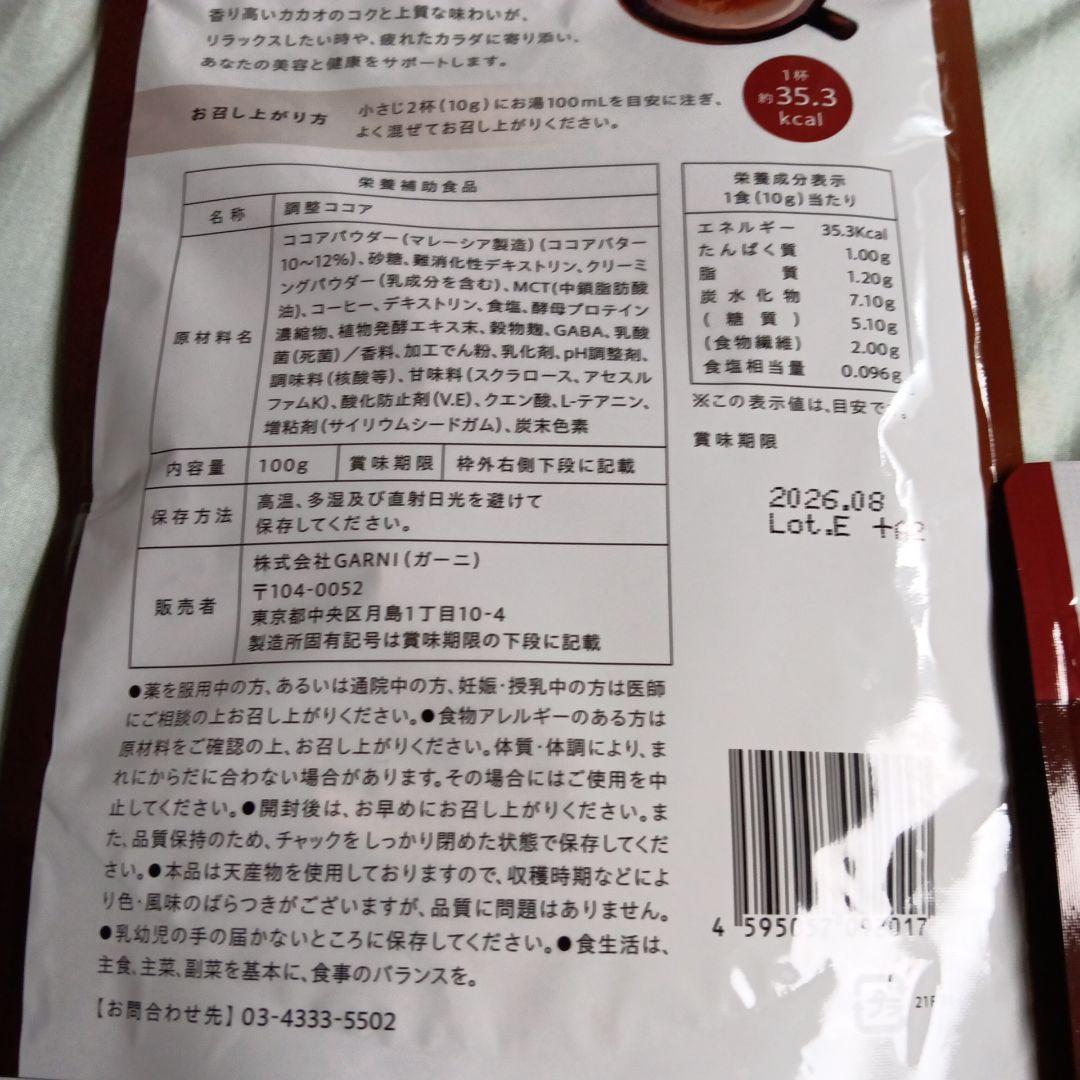 香り高いカカオのコクと上質な味わいが、
リラックスしたい時や、疲れたカラダに寄り添い、
あなたの美容と健康をサポートします。
お召し上がり方
小さじ2杯(10g)にお湯100mLを目安に注ぎ、
よく混ぜてお召し上がりください。
1杯
約35.3
kcal
栄養補助食品
名称 調整ココア
原材料名
ココアパウダー(マレーシア製造)(ココアバター
10〜12%)、砂糖、難消化性デキストリン、クリーミ
ングパウダー(乳成分を含む)、MCT(中鎖脂肪酸
油)、コーヒー、デキストリン、食塩、酵母プロテイン
濃縮物、植物発酵エキス末、穀物麹、GABA、乳酸
菌(死菌)/香料、加工でん粉、乳化剤、pH調整剤、
調味料(核酸等)、甘味料(スクラロース、アセスル
ファムK)、酸化防止剤(V.E)、クエン酸、L-テアニン、
増粘剤(サイリウムシードガム)、炭末色素
内容量 100g 賞味期限 枠外右側下段に記載
保存方法
高温、多湿及び直射日光を避けて
保存してください。
販売者
株式会社GARNI(ガーニ)
〒104-0052
東京都中央区月島1丁目10-4
製造所固有記号は賞味期限の下段に記載
栄養成分表示
1食(10g)当たり
エネルギー 35.3Kcal
たんぱく質 1.00g
脂質 1.20g
炭水化物 7.10g
(糖質) 5.10g
(食物繊維) 2.00g
食塩相当量 0.096g
※この表示値は、目安で
賞味期限
2026.08
Lot.E
●薬を服用中の方、あるいは通院中の方、妊娠・授乳中の方は医師
にご相談の上お召し上がりください。●食物アレルギーのある方は
原材料をご確認の上、お召し上がりください。体質・体調により、ま
れにからだに合わない場合があります。その場合にはご使用を中
止してください。●開封後は、お早めにお召し上がりください。ま
た、品質保持のため、チャックをしっかり閉めた状態で保存してくだ
さい。●本品は天産物を使用しておりますので、収穫時期などによ
り色・風味のばらつきがございますが、品質に問題はありません。
●乳幼児の手の届かないところに保存してください。●食生活は、
主食、主菜、副菜を基本に、食事のバランスを。
【お問合わせ先】03-4333-5502
プラ